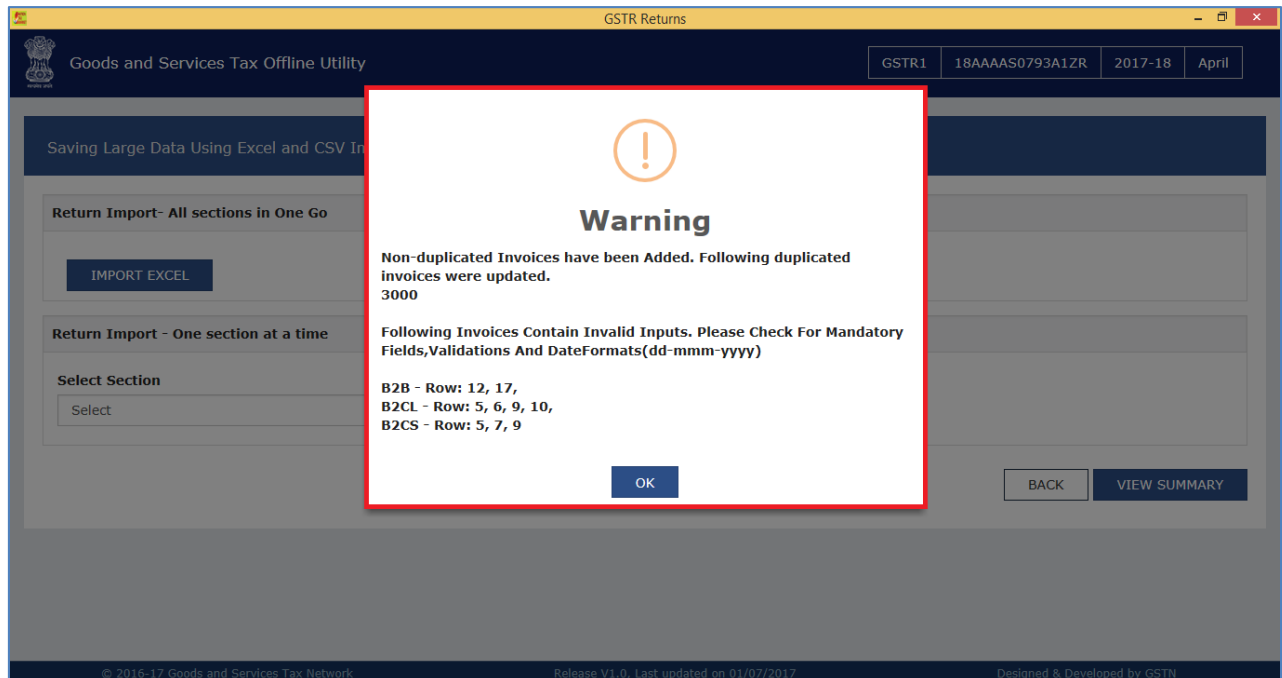 GSTR Returns
Goods and Services Tax Offline Utility
GSTR1 18AAAAS0793A1ZR 2017-18 April
Saving Large Data Using Excel and CSV
Return Import- All sections in One Go
IMPORT EXCEL
Return Import - One section at a time
Select Section
Select
Warning
Non-duplicated Invoices have been Added. Following duplicated
invoices were updated.
3000
Following Invoices Contain Invalid Inputs. Please Check For Mandatory
Fields,Validations And DateFormats(dd-mmm-yyyy)
B2B - Row: 12, 17,
B2CL - Row: 5, 6, 9, 10,
B2CS - Row: 5, 7, 9
OK
BACK VIEW SUMMARY
© 2016-17 Goods and Services Tax Network Release V1.0. Last updated on 01/07/2017 Designed & Developed by GSTN